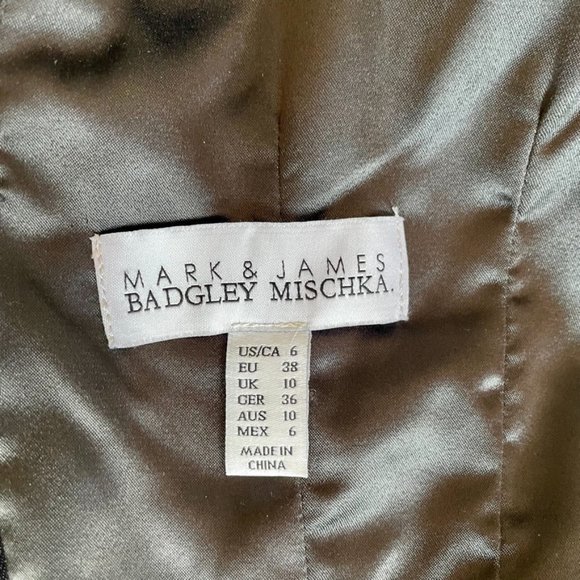 MARK & JAMES
BADGLEY MISCHKA.
US/CA 6
EU 38
UK 10
GER 36
AUS 10
MEX 6
MADE IN
CHINA